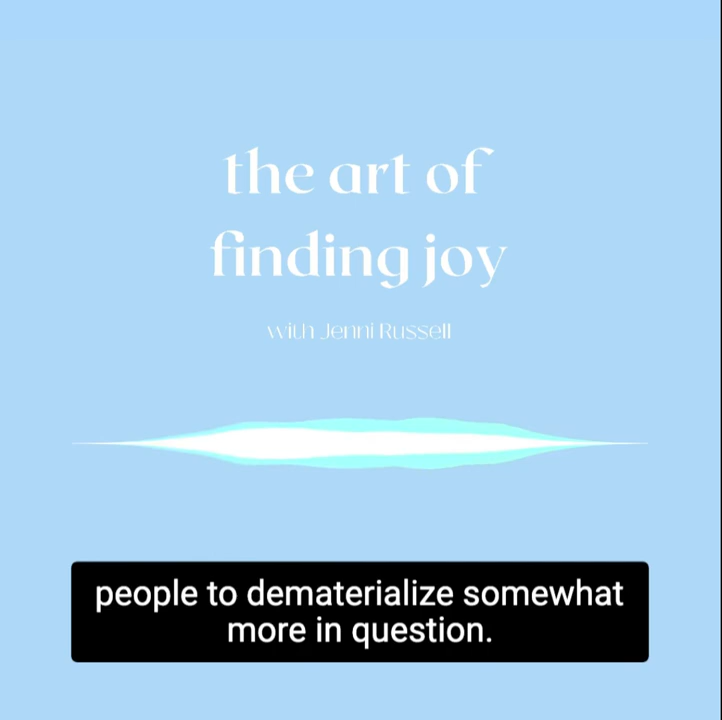 the art of
finding joy
with Jenni Russell
people to dematerialize somewhat
more in question.